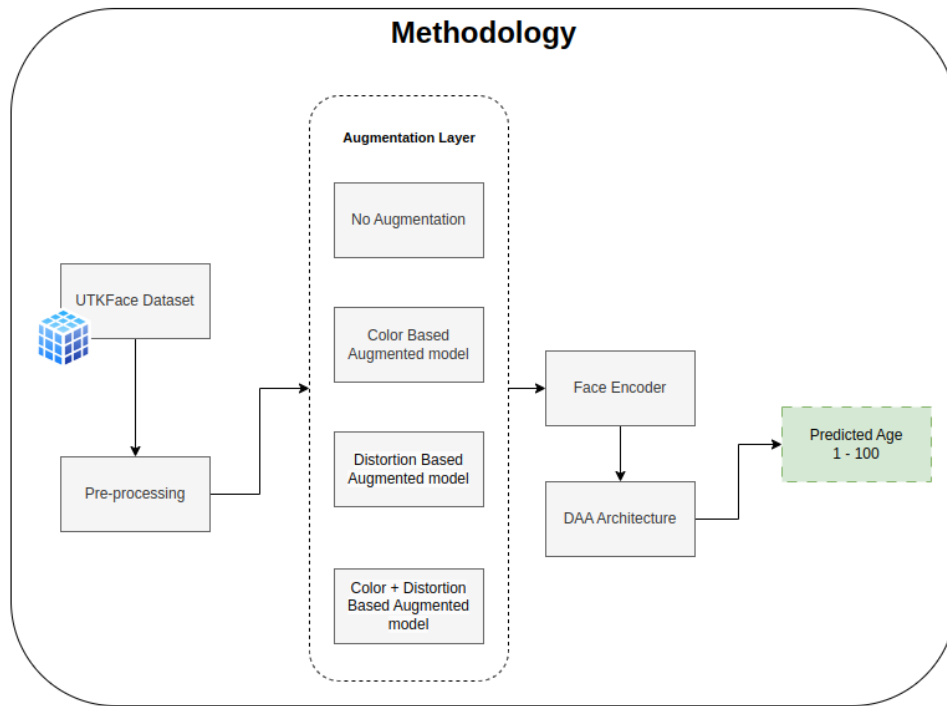 Methodology
Augmentation Layer
No Augmentation
UTKFace Dataset
Color Based
Augmented model
Face Encoder
Predicted Age
1 - 100
Distortion Based
Augmented model
Pre-processing
DAA Architecture
Color + Distortion
Based Augmented
model